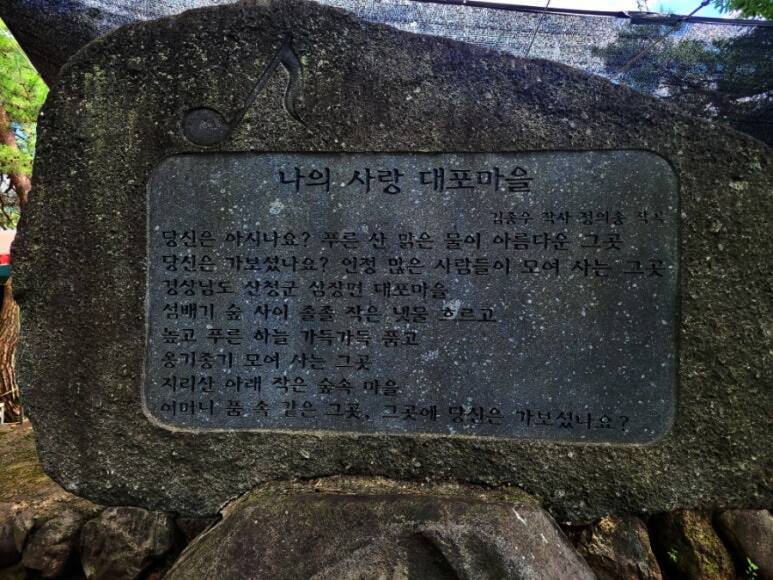 나의 사랑 대포마을
김종수 작사 정의송 작곡
당신은 아시나요? 푸른 산 맑은 물이 아름다운 그곳
당신은 가보셨나요? 인정 많은 사람들이 모여 사는 그곳
경상남도 산청군 삼장면 대포마을
섬배기 숲 사이 졸졸 작은 냇물 흐르고
높고 푸른 하늘 가득가득 품고
옹기종기 모여 사는 그곳
지리산 아래 작은 숲속 마을
어머니 품 속 같은 그곳, 그곳에 당신은 가보셨나요?